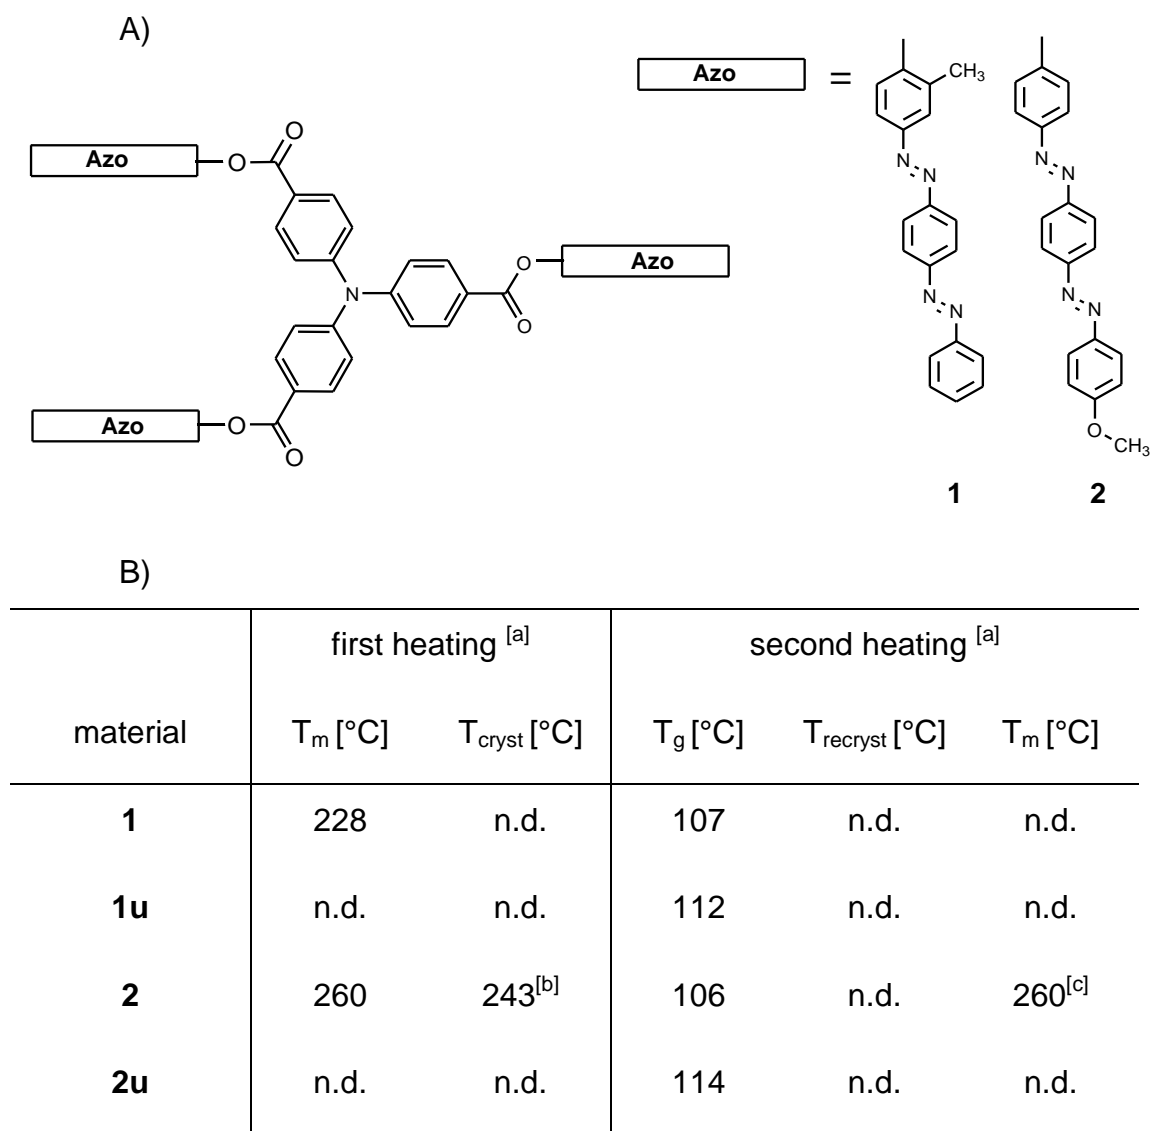 A)
Azo
=
CH₃
Azo
O
O
N
N
N
N
O
Azo
N
O
N
N
N
N
O
Azo
O
O
O
CH₃
1 2
B)
first heating [a] second heating [a]
material Tm [°C] Tcryst [°C] Tg [°C] Trecryst [°C] Tm [°C]
1 228 n.d. 107 n.d. n.d.
1u n.d. n.d. 112 n.d. n.d.
2 260 243[b] 106 n.d. 260[c]
2u n.d. n.d. 114 n.d. n.d.